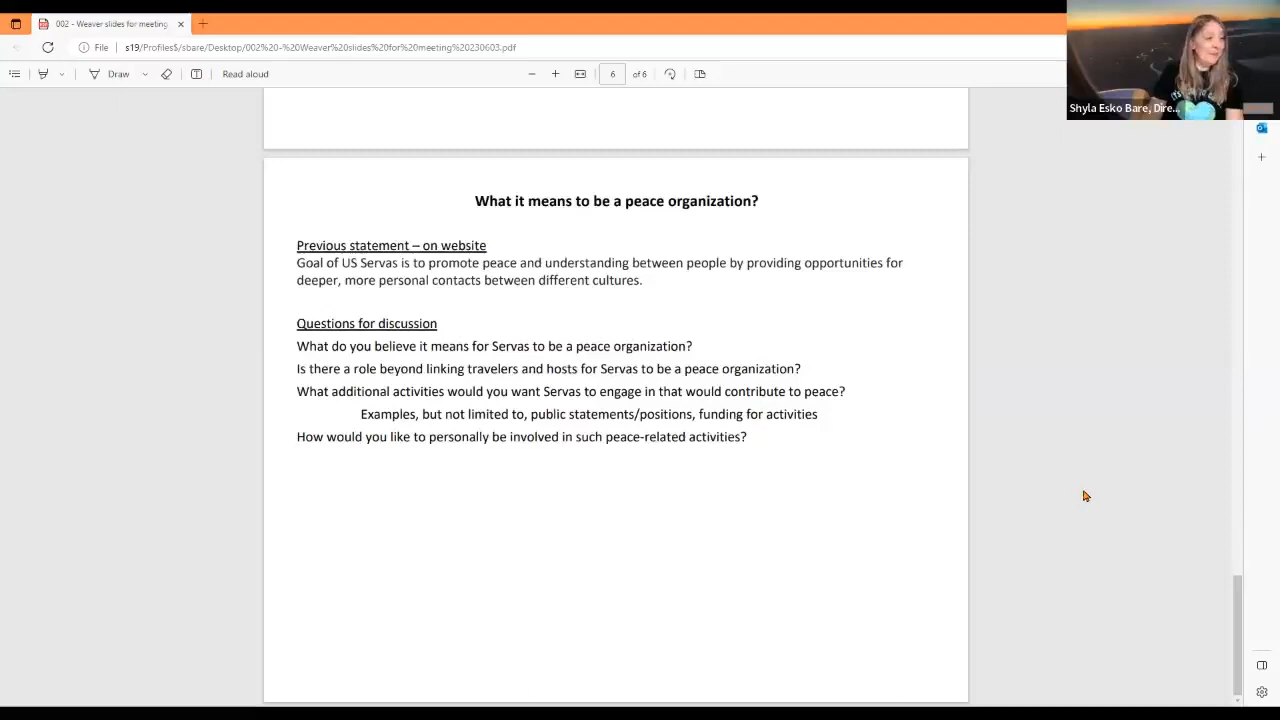 002 - Weaver slides for meeting
File
s19/Profiles$/sbare/Desktop/002%20-%20Weaver%20slides%20for%20meeting%20230603.pdf
Draw
Read aloud
6
of 6
Shyla Esko Bare, Dire...
What it means to be a peace organization?
Previous statement – on website
Goal of US Servas is to promote peace and understanding between people by providing opportunities for
deeper, more personal contacts between different cultures.
Questions for discussion
What do you believe it means for Servas to be a peace organization?
Is there a role beyond linking travelers and hosts for Servas to be a peace organization?
What additional activities would you want Servas to engage in that would contribute to peace?
Examples, but not limited to, public statements/positions, funding for activities
How would you like to personally be involved in such peace-related activities?